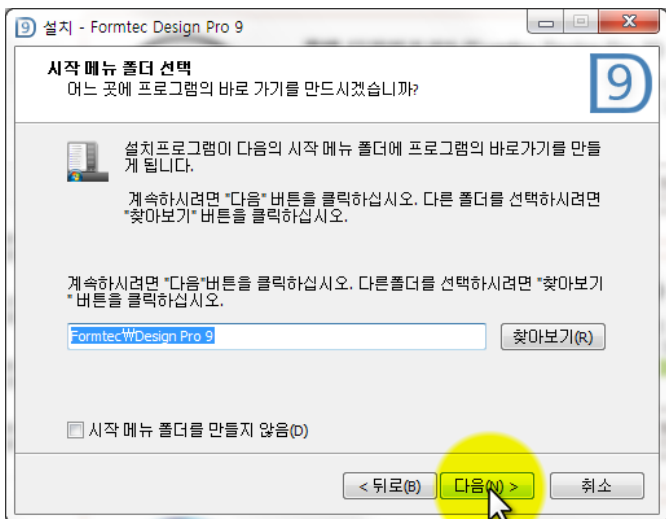 9 설치 - Formtec Design Pro 9
시작 메뉴 폴더 선택
어느 곳에 프로그램의 바로 가기를 만드시겠습니까?
9
설치프로그램이 다음의 시작 메뉴 폴더에 프로그램의 바로가기를 만들
게 됩니다.
계속하시려면 "다음" 버튼을 클릭하십시오. 다른 폴더를 선택하시려면
"찾아보기" 버튼을 클릭하십시오.
계속하시려면 "다음"버튼을 클릭하십시오. 다른폴더를 선택하시려면 "찾아보기
" 버튼을 클릭하십시오.
Formtec₩Design Pro 9
찾아보기(R)
시작 메뉴 폴더를 만들지 않음(D)
< 뒤로(B)
다음(N) >
취소